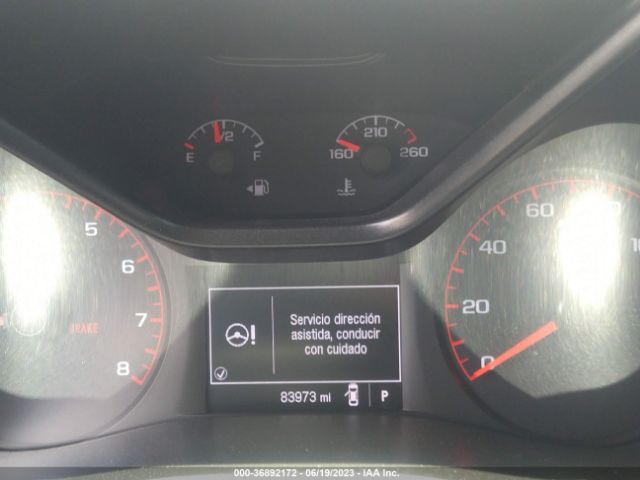 1/2
E F
210
160 260
5
6
7
8
BRAKE
60
40
20
0
Servicio dirección
asistida, conducir
con cuidado
83973 mi P
000-36892172 - 06/19/2023 - IAA Inc.